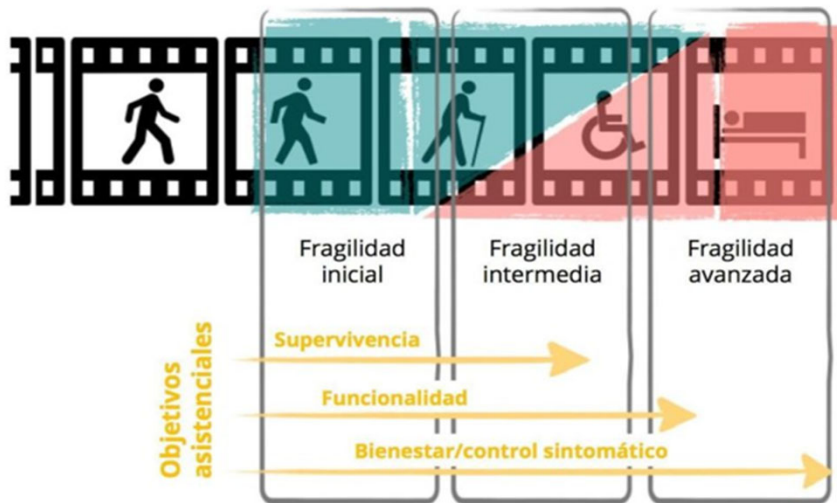 Fragilidad
inicial
Fragilidad
intermedia
Fragilidad
avanzada
Objetivos
asistenciales
Supervivencia
Funcionalidad
Bienestar/control sintomático